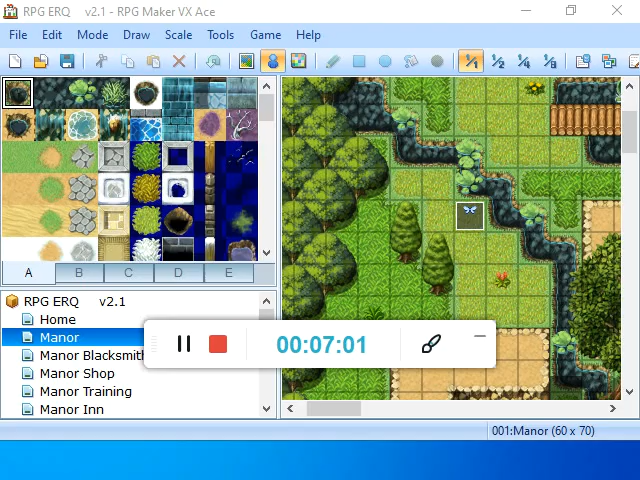 RPG ERQ v2.1 - RPG Maker VX Ace
File Edit Mode Draw Scale Tools Game Help
1/1 1/2 1/4 1/8
A B C D E
RPG ERQ v2.1
Home
Manor
Manor Blacksmith
Manor Shop
Manor Training
Manor Inn
00:07:01
001:Manor (60 x 70)